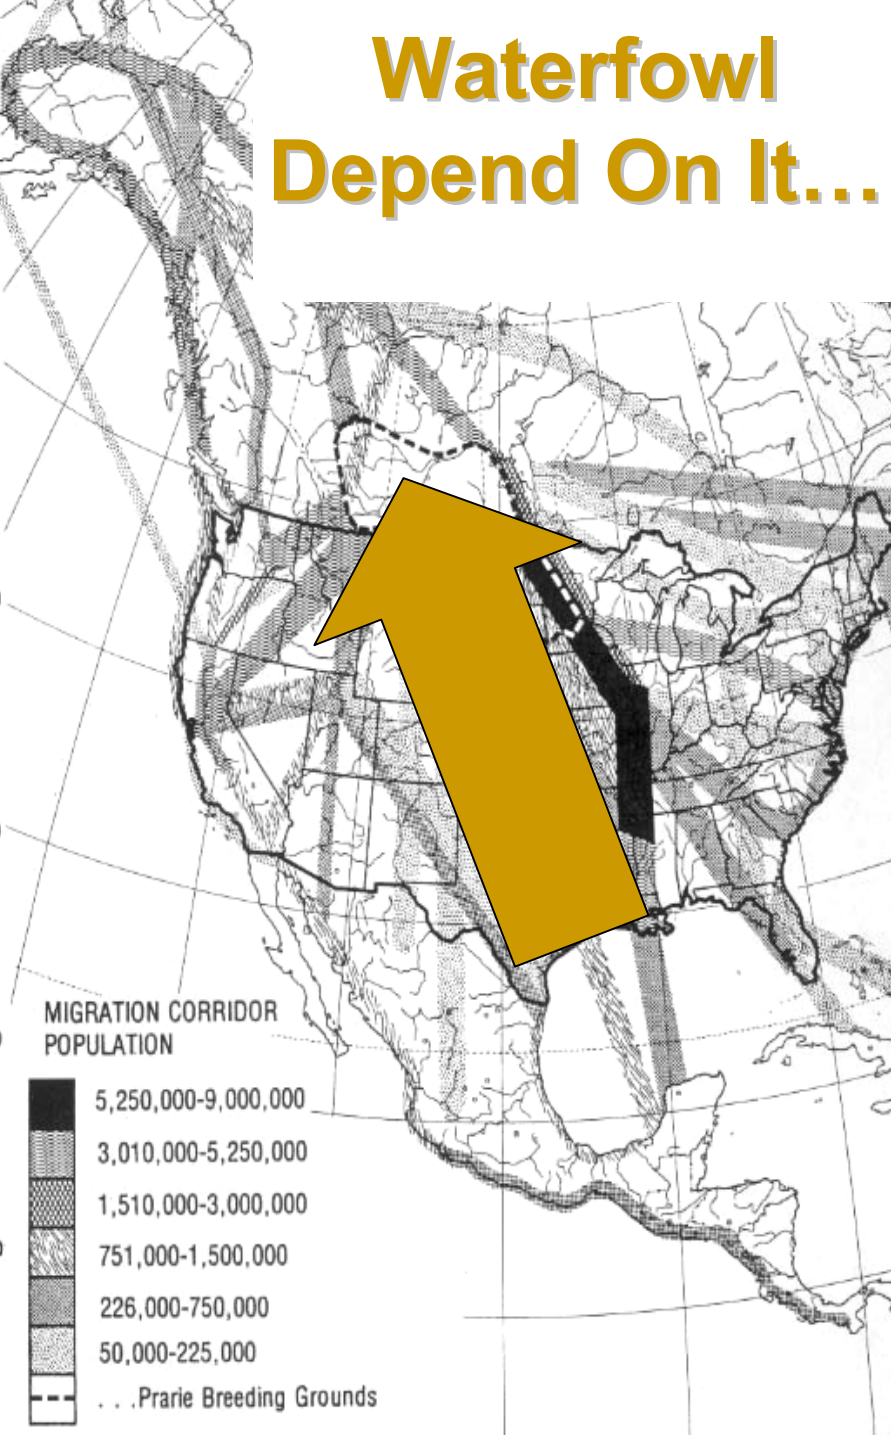 Waterfowl
Depend On It...
MIGRATION CORRIDOR
POPULATION
5,250,000-9,000,000
3,010,000-5,250,000
1,510,000-3,000,000
751,000-1,500,000
226,000-750,000
50,000-225,000
. . .Prarie Breeding Grounds